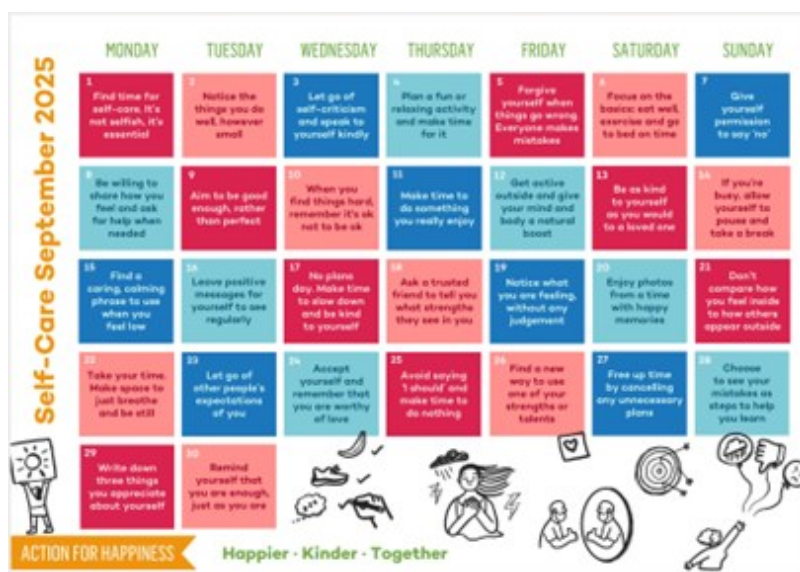 Self-Care September 2025
MONDAY
TUESDAY
WEDNESDAY
THURSDAY
FRIDAY
SATURDAY
SUNDAY
1
Find time for
self-care. It's
not selfish, it's
essential
2
Notice the
things you do
well, however
small
3
Let go of
self-criticism
and speak to
yourself kindly
4
Plan a fun or
relaxing activity
and make time
for it
5
Forgive
yourself when
things go wrong.
Everyone makes
mistakes
6
Focus on the
basics: eat well,
exercise and go
to bed on time
7
Give
yourself
permission
to say 'no'
8
Be willing to
share how you
feel and ask
for help when
needed
9
Aim to be good
enough, rather
than perfect
10
When you
find things hard,
remember it's ok
not to be ok
11
Make time to
do something
you really enjoy
12
Get active
outside and give
your mind and
body a natural
boost
13
Be as kind
to yourself
as you would
to a loved one
14
If you're
busy, allow
yourself to
pause and
take a break
15
Find a
caring, calming
phrase to use
when you
feel low
16
Leave positive
messages for
yourself to see
regularly
17
No plans
day. Make time
to slow down
and be kind
to yourself
18
Ask a trusted
friend to tell you
what strengths
they see in you
19
Notice what
you are feeling,
without any
judgement
20
Enjoy photos
from a time
with happy
memories
21
Don't
compare how
you feel inside
to how others
appear outside
22
Take your time.
Make space to
just breathe
and be still
23
Let go of
other people's
expectations
of you
24
Accept
yourself and
remember that
you are worthy
of love
25
Avoid saying
'I should' and
make time to
do nothing
26
Find a new
way to use
one of your
strengths or
talents
27
Free up time
by cancelling
any unnecessary
plans
28
Choose
to see your
mistakes as
steps to help
you learn
29
Write down
three things
you appreciate
about yourself
30
Remind
yourself that
you are enough,
just as you are
ACTION FOR HAPPINESS
Happier · Kinder · Together